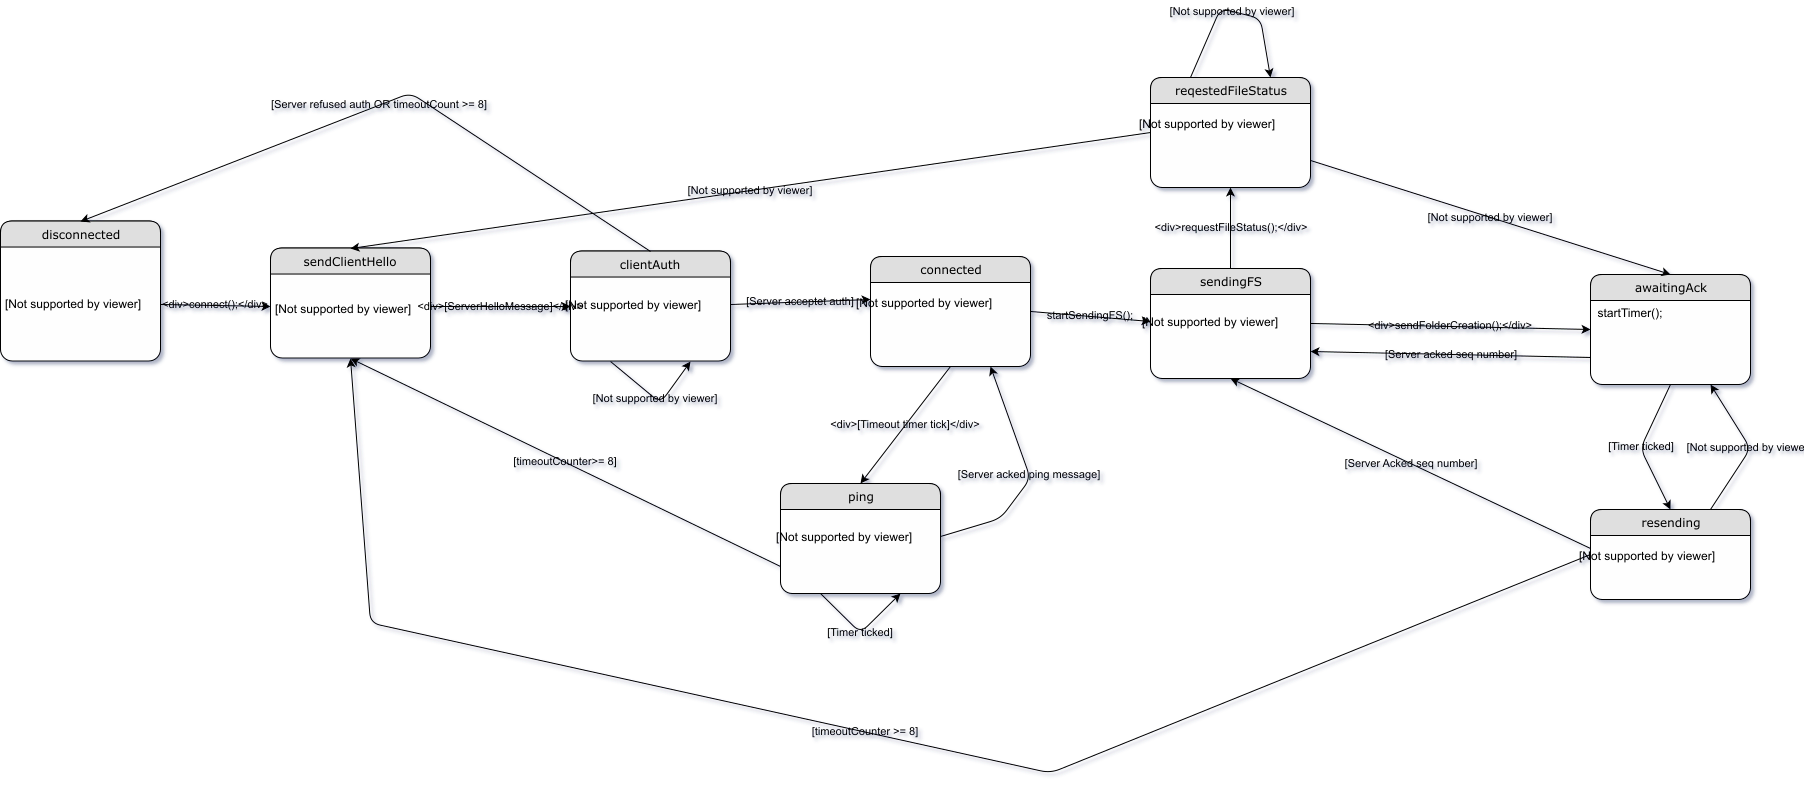 [Not supported by viewer]
reqestedFileStatus
[Not supported by viewer]
[Server refused auth OR timeoutCount >= 8]
[Not supported by viewer]
[Not supported by viewer]
<div>requestFileStatus();</div>
disconnected
[Not supported by viewer]
<div>connect();</div>
sendClientHello
[Not supported by viewer]
<div>[ServerHelloMessage]</div>
clientAuth
[Not supported by viewer]
[Server acceptet auth]
connected
[Not supported by viewer]
startSendingFS();
sendingFS
[Not supported by viewer]
<div>sendFolderCreation();</div>
[Server acked seq number]
awaitingAck
startTimer();
[Not supported by viewer]
<div>[Timeout timer tick]</div>
[Server acked ping message]
[timeoutCounter>= 8]
[Server Acked seq number]
[Timer ticked]
[Not supported by viewe
ping
[Not supported by viewer]
[Timer ticked]
resending
[Not supported by viewer]
[timeoutCounter >= 8]